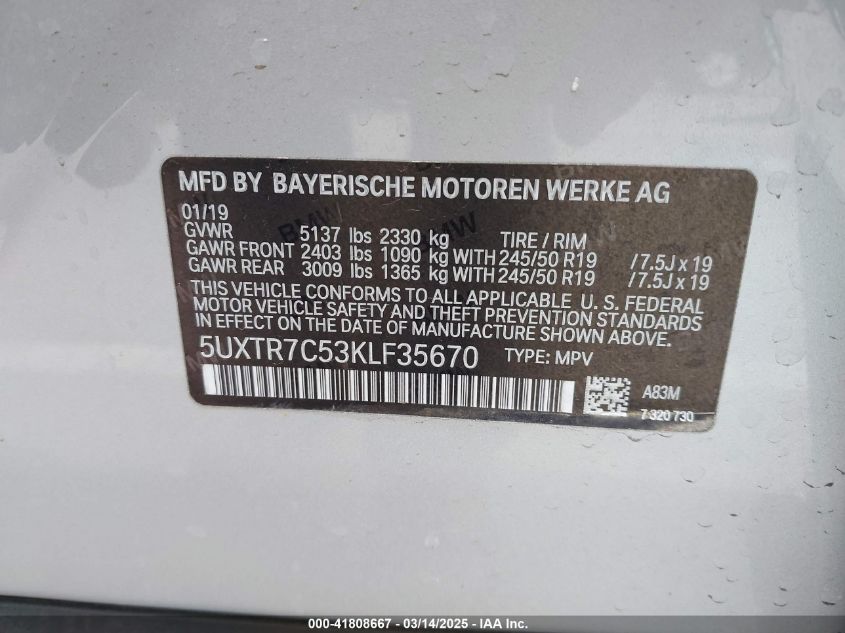 MFD BY BAYERISCHE MOTOREN WERKE AG
01/19
GVWR 5137 lbs 2330 kg TIRE / RIM
GAWR FRONT 2403 lbs 1090 kg WITH 245/50 R19 / 7.5J x 19
GAWR REAR 3009 lbs 1365 kg WITH 245/50 R19 / 7.5J x 19
THIS VEHICLE CONFORMS TO ALL APPLICABLE U. S. FEDERAL
MOTOR VEHICLE SAFETY AND THEFT PREVENTION STANDARDS
IN EFFECT ON THE DATE OF MANUFACTURE SHOWN ABOVE.
5UXTR7C53KLF35670 TYPE: MPV
A83M
7 320 730
000-41808667 - 03/14/2025 - IAA Inc.